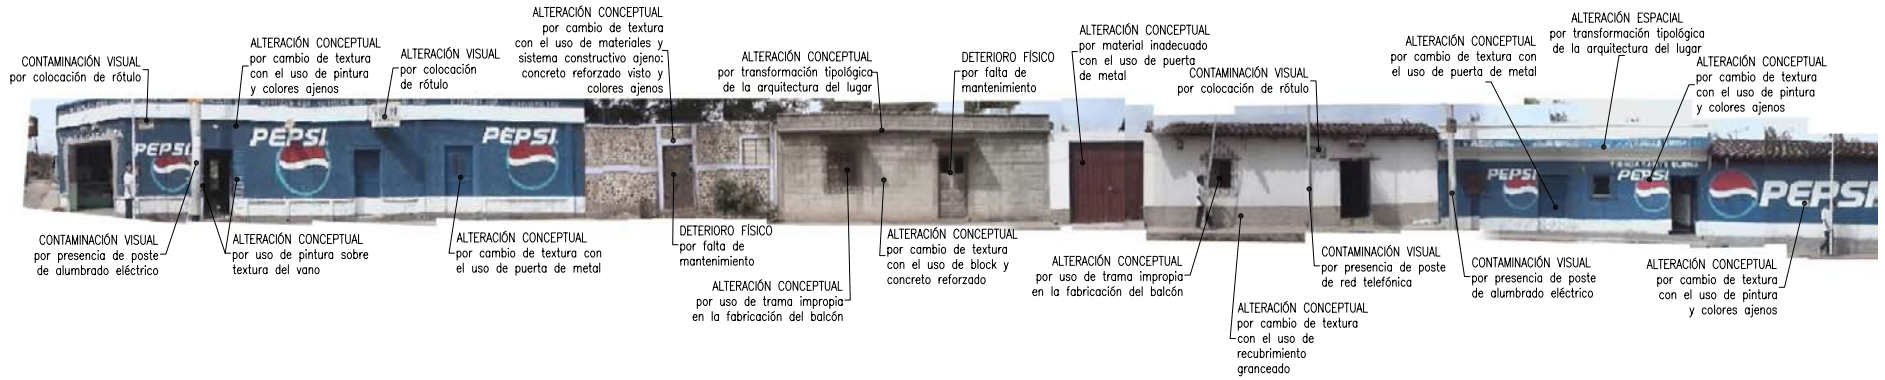 CONTAMINACIÓN VISUAL
por colocación de rótulo
ALTERACIÓN CONCEPTUAL
por cambio de textura
con el uso de pintura
y colores ajenos
ALTERACIÓN VISUAL
por colocación
de rótulo
ALTERACIÓN CONCEPTUAL
por cambio de textura
con el uso de materiales y
sistema constructivo ajeno:
concreto reforzado visto y
colores ajenos
ALTERACIÓN CONCEPTUAL
por transformación tipológica
de la arquitectura del lugar
DETERIORO FÍSICO
por falta de
mantenimiento
ALTERACIÓN CONCEPTUAL
por material inadecuado
con el uso de puerta
de metal
CONTAMINACIÓN VISUAL
por colocación de rótulo
ALTERACIÓN CONCEPTUAL
por cambio de textura con
el uso de puerta de metal
ALTERACIÓN ESPACIAL
por transformación tipológica
de la arquitectura del lugar
ALTERACIÓN CONCEPTUAL
por cambio de textura
con el uso de pintura
y colores ajenos
PEPSI
PEPSI
PEPSI
PEPSI
PEPSI
PEPSI
CONTAMINACIÓN VISUAL
por presencia de poste
de alumbrado eléctrico
ALTERACIÓN CONCEPTUAL
por uso de pintura sobre
textura del vano
ALTERACIÓN CONCEPTUAL
por cambio de textura con
el uso de puerta de metal
DETERIORO FÍSICO
por falta de
mantenimiento
ALTERACIÓN CONCEPTUAL
por uso de trama impropia
en la fabricación del balcón
ALTERACIÓN CONCEPTUAL
por cambio de textura
con el uso de block y
concreto reforzado
ALTERACIÓN CONCEPTUAL
por uso de trama impropia
en la fabricación del balcón
ALTERACIÓN CONCEPTUAL
por cambio de textura
con el uso de
recubrimiento
granceado
CONTAMINACIÓN VISUAL
por presencia de poste
de red telefónica
CONTAMINACIÓN VISUAL
por presencia de poste
de alumbrado eléctrico
ALTERACIÓN CONCEPTUAL
por cambio de textura
con el uso de pintura
y colores ajenos